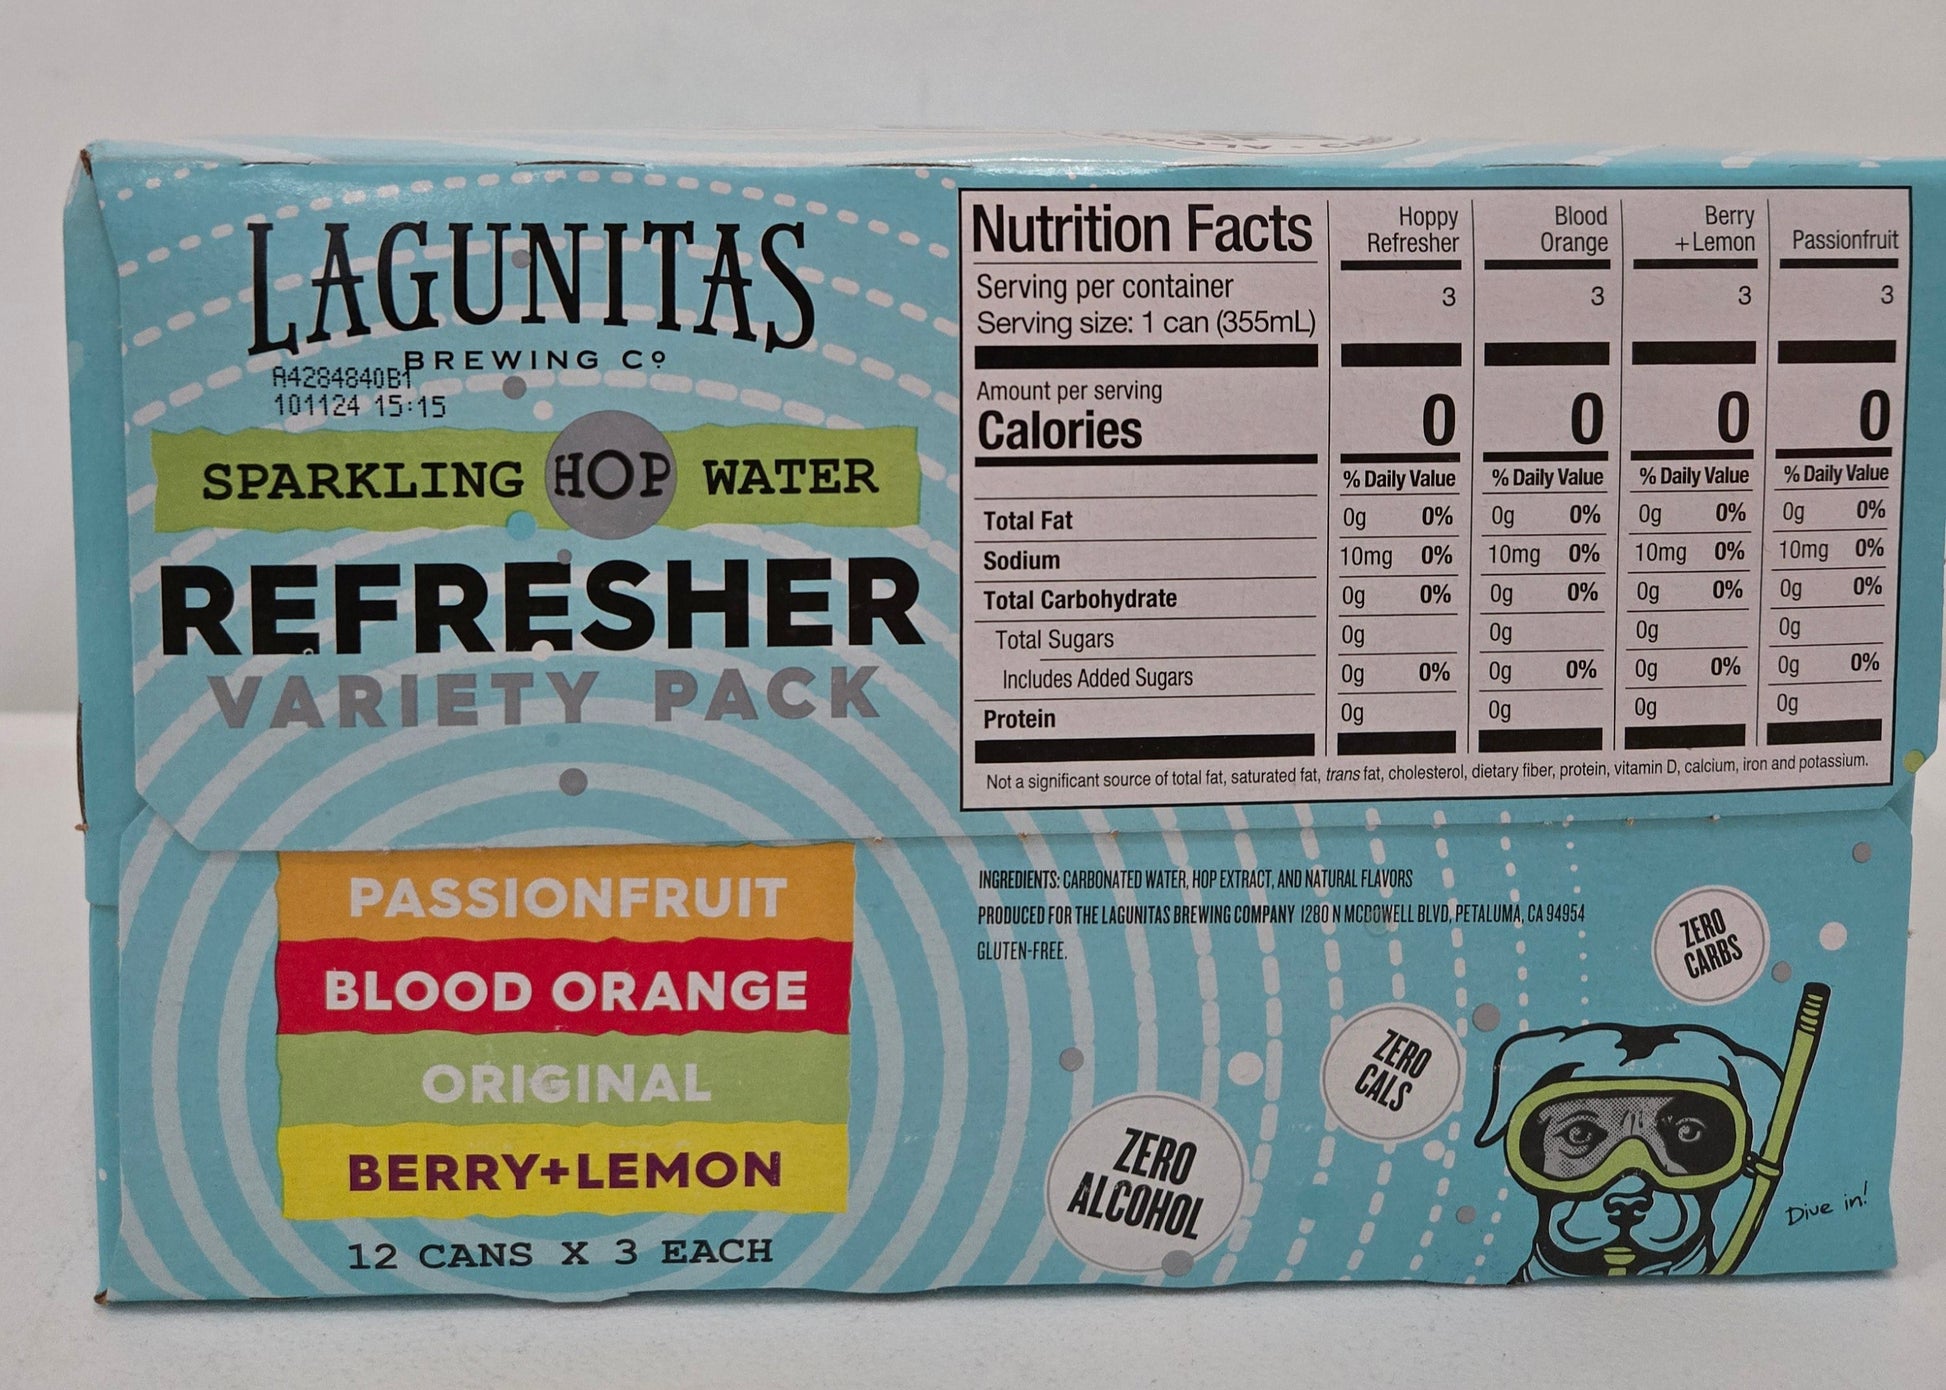 LAGUNITAS
BREWING Cº
A4284840B1
101124 15:15
SPARKLING HOP WATER
REFRESHER
VARIETY PACK
PASSIONFRUIT
BLOOD ORANGE
ORIGINAL
BERRY+LEMON
12 CANS X 3 EACH
Nutrition Facts
Hoppy Refresher Blood Orange Berry +Lemon Passionfruit
Serving per container 3 3 3 3
Serving size: 1 can (355mL)
Amount per serving
Calories 0 0 0 0
% Daily Value % Daily Value % Daily Value % Daily Value
Total Fat 0g 0% 0g 0% 0g 0% 0g 0%
Sodium 10mg 0% 10mg 0% 10mg 0% 10mg 0%
Total Carbohydrate 0g 0% 0g 0% 0g 0% 0g 0%
Total Sugars 0g 0g 0g 0g
Includes Added Sugars 0g 0% 0g 0% 0g 0% 0g 0%
Protein 0g 0g 0g 0g
Not a significant source of total fat, saturated fat, trans fat, cholesterol, dietary fiber, protein, vitamin D, calcium, iron and potassium.
INGREDIENTS: CARBONATED WATER, HOP EXTRACT, AND NATURAL FLAVORS
PRODUCED FOR THE LAGUNITAS BREWING COMPANY 1280 N MCDOWELL BLVD, PETALUMA, CA 94954
GLUTEN-FREE.
ZERO
CARBS
ZERO
CALS
ZERO
ALCOHOL
Dive in!